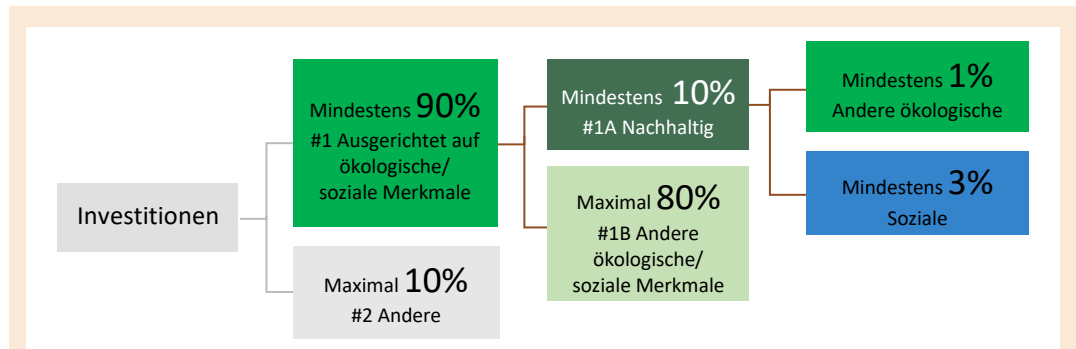 Investitionen
Mindestens 90%
#1 Ausgerichtet auf
ökologische/
soziale Merkmale
Maximal 10%
#2 Andere
Mindestens 10%
#1A Nachhaltig
Maximal 80%
#1B Andere
ökologische/
soziale Merkmale
Mindestens 1%
Andere ökologische
Mindestens 3%
Soziale